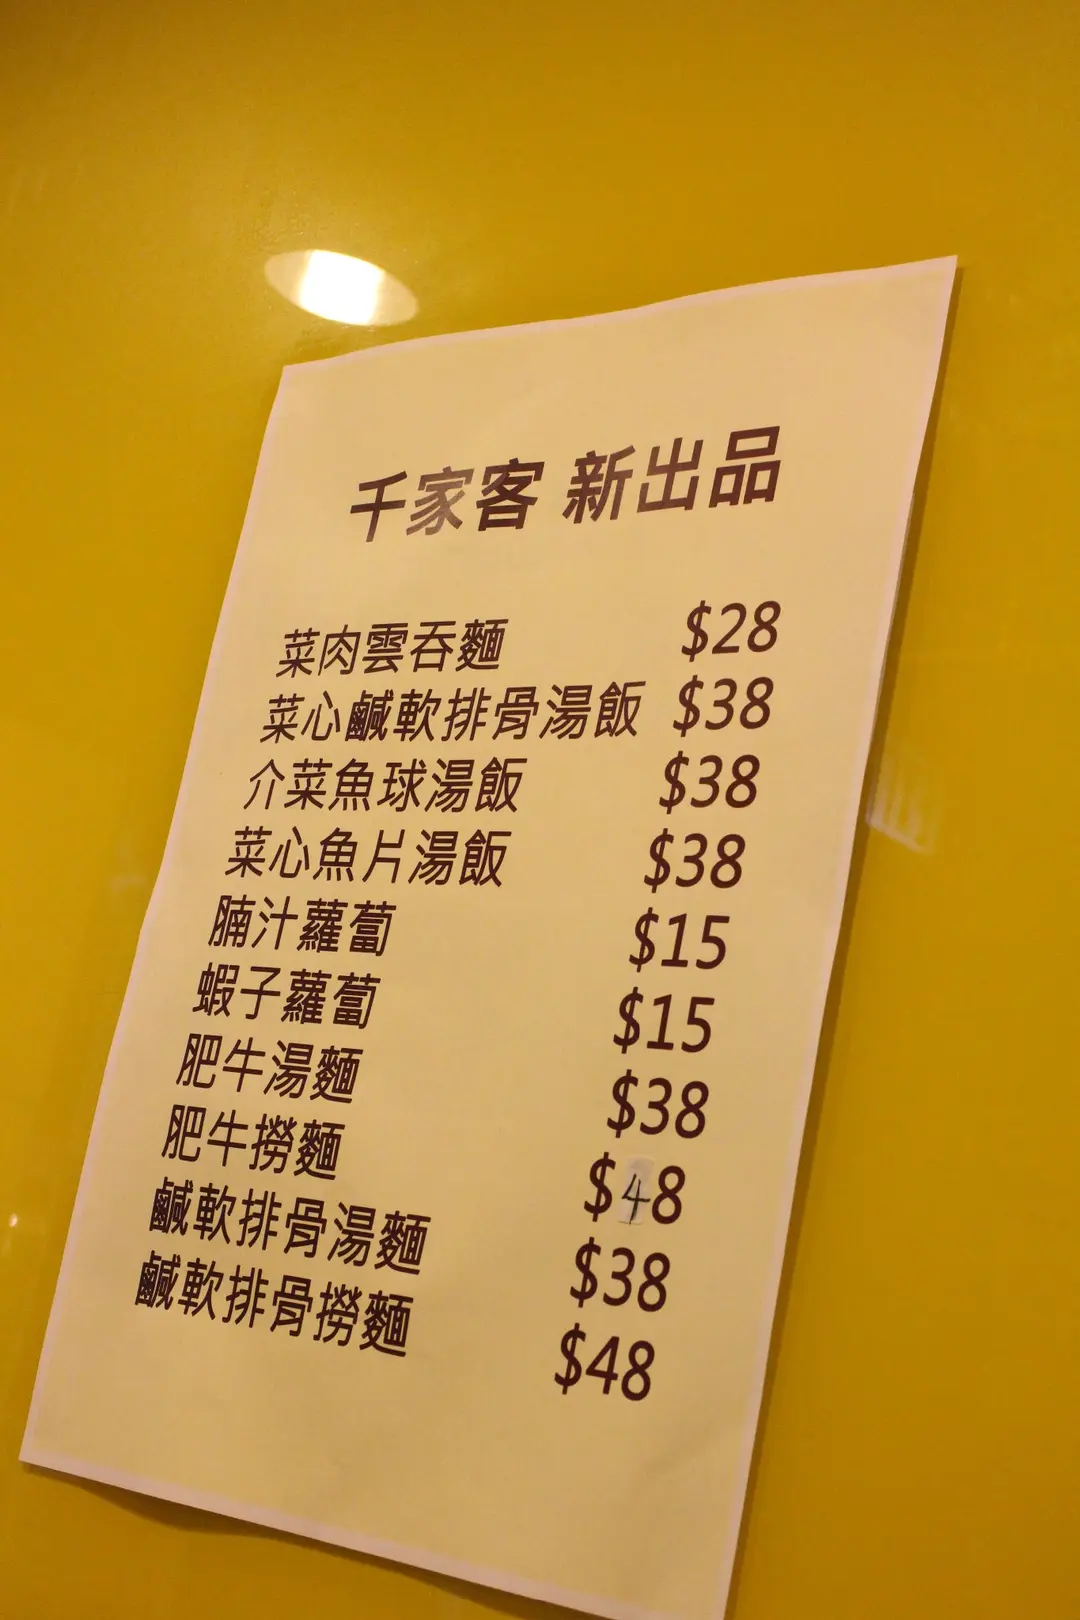 千家客 新出品
菜肉雲吞麵 $28
菜心鹹軟排骨湯飯 $38
介菜魚球湯飯 $38
菜心魚片湯飯 $38
腩汁蘿蔔 $15
蝦子蘿蔔 $15
肥牛湯麵 $38
肥牛撈麵 $48
鹹軟排骨湯麵 $38
鹹軟排骨撈麵 $48